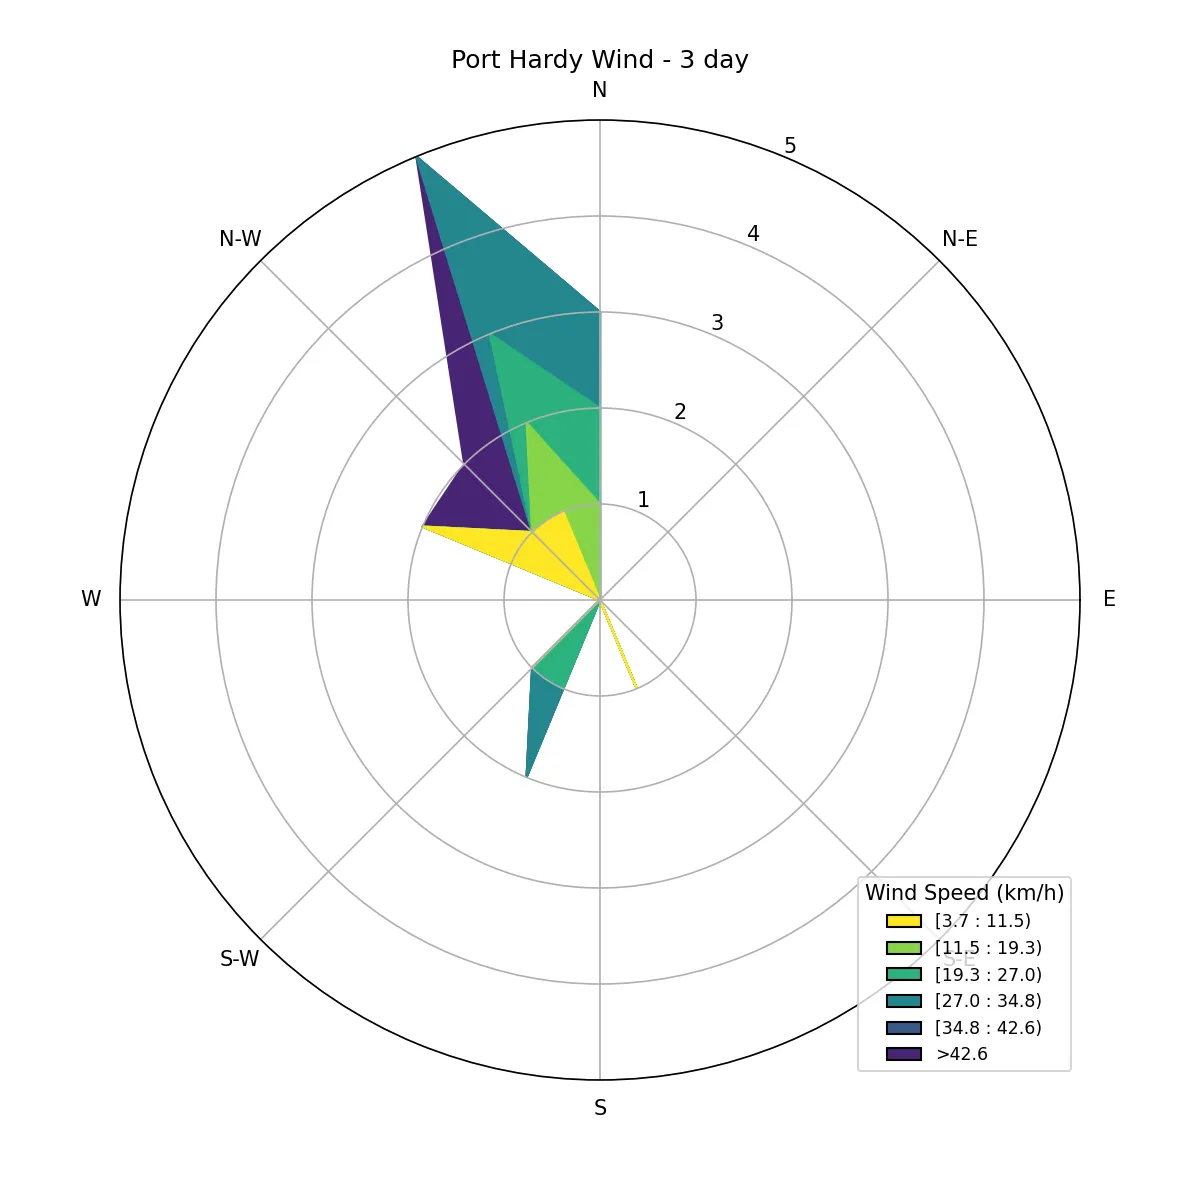 Port Hardy Wind - 3 day
N
5
N-W
N-E
4
3
2
1
W
E
S-W
S-E
Wind Speed (km/h)
[3.7 : 11.5)
[11.5 : 19.3)
[19.3 : 27.0)
[27.0 : 34.8)
[34.8 : 42.6)
>42.6
S